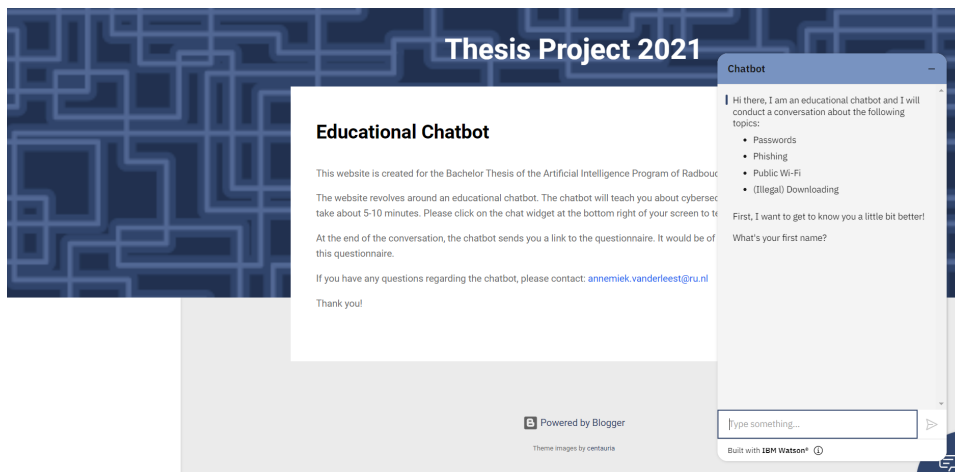 Thesis Project 2021
Educational Chatbot
This website is created for the Bachelor Thesis of the Artificial Intelligence Program of
The website revolves around an educational chatbot. The chatbot will teach you about
take about 5-10 minutes. Please click on the chat widget at the bottom right of your screen to
At the end of the conversation, the chatbot sends you a link to the questionnaire. It would be of
this questionnaire.
If you have any questions regarding the chatbot, please contact: annemiek.vanderleest@ru.nl
Thank you!
Powered by Blogger
Theme images by centauria
Chatbot
Hi there, I am an educational chatbot and I will
conduct a conversation about the following
topics:
• Passwords
• Phishing
• Public Wi-Fi
• (Illegal) Downloading
First, I want to get to know you a little bit better!
What's your first name?
Type something...
Built with IBM Watson®